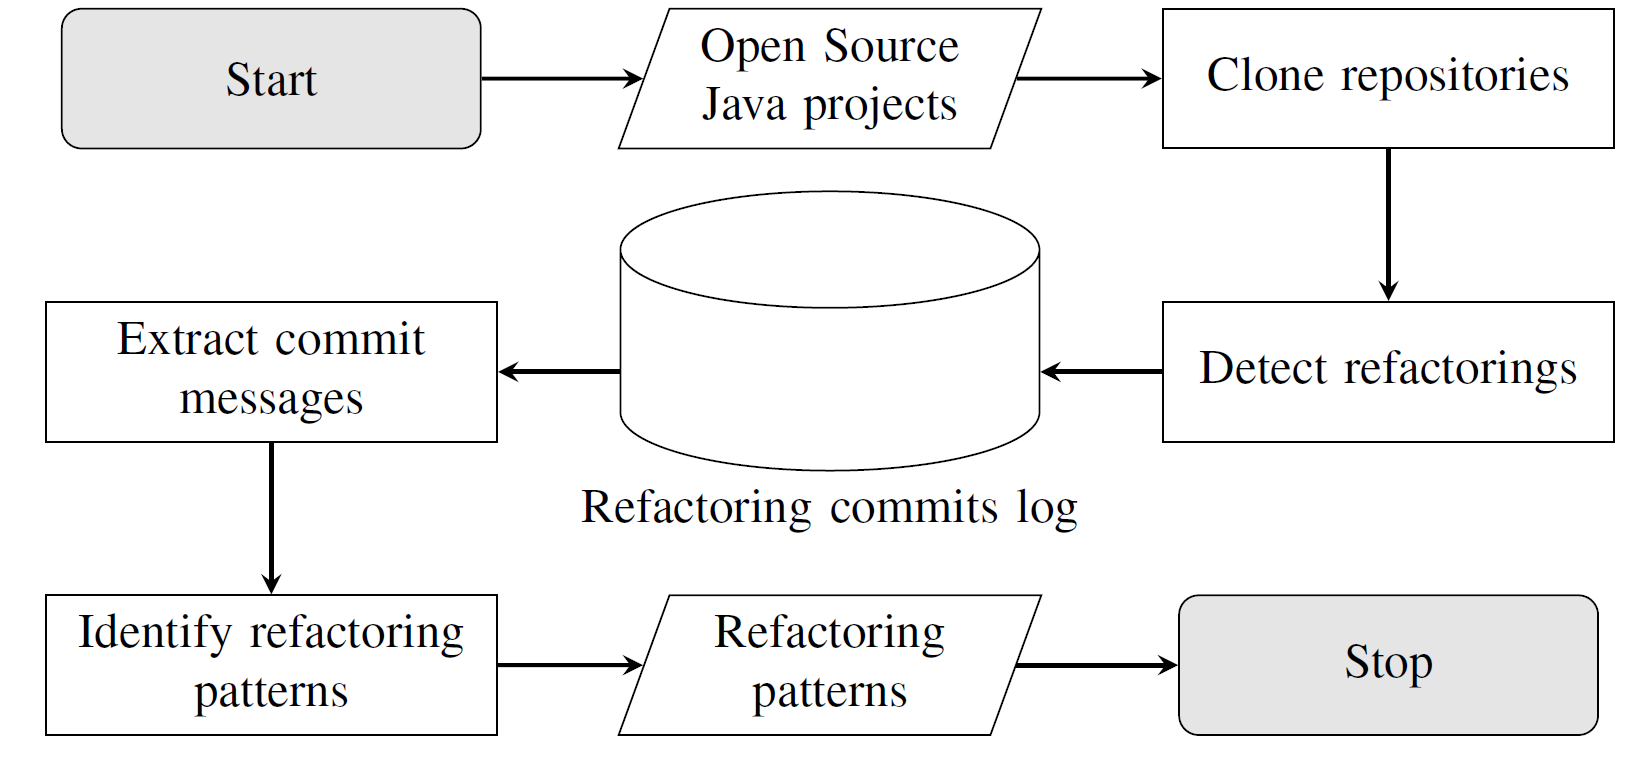 Start
Open Source
Java projects
Clone repositories
Extract commit
messages
Detect refactorings
Refactoring commits log
Identify refactoring
patterns
Refactoring
patterns
Stop